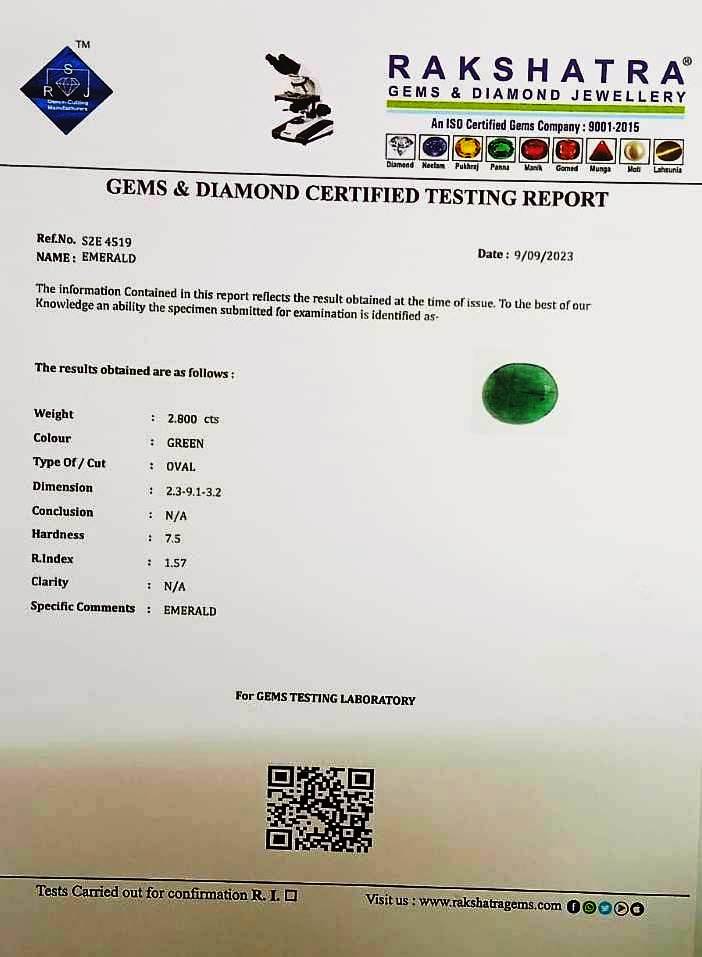 TM
S
R J
Gems-Cutting
Manufacturers
RAKSHATRA®
GEMS & DIAMOND JEWELLERY
An ISO Certified Gems Company : 9001-2015
Diamond Neelam Pukhraj Panna Manik Gomed Munga Moti Lahsunia
GEMS & DIAMOND CERTIFIED TESTING REPORT
Ref.No. S2E 4519
NAME : EMERALD
Date : 9/09/2023
The information Contained in this report reflects the result obtained at the time of issue. To the best of our
Knowledge an ability the specimen submitted for examination is identified as-
The results obtained are as follows :
Weight : 2.800 cts
Colour : GREEN
Type Of / Cut : OVAL
Dimension : 2.3-9.1-3.2
Conclusion : N/A
Hardness : 7.5
R.Index : 1.57
Clarity : N/A
Specific Comments : EMERALD
For GEMS TESTING LABORATORY
Tests Carried out for confirmation R. I. ☐
Visit us : www.rakshatragems.com